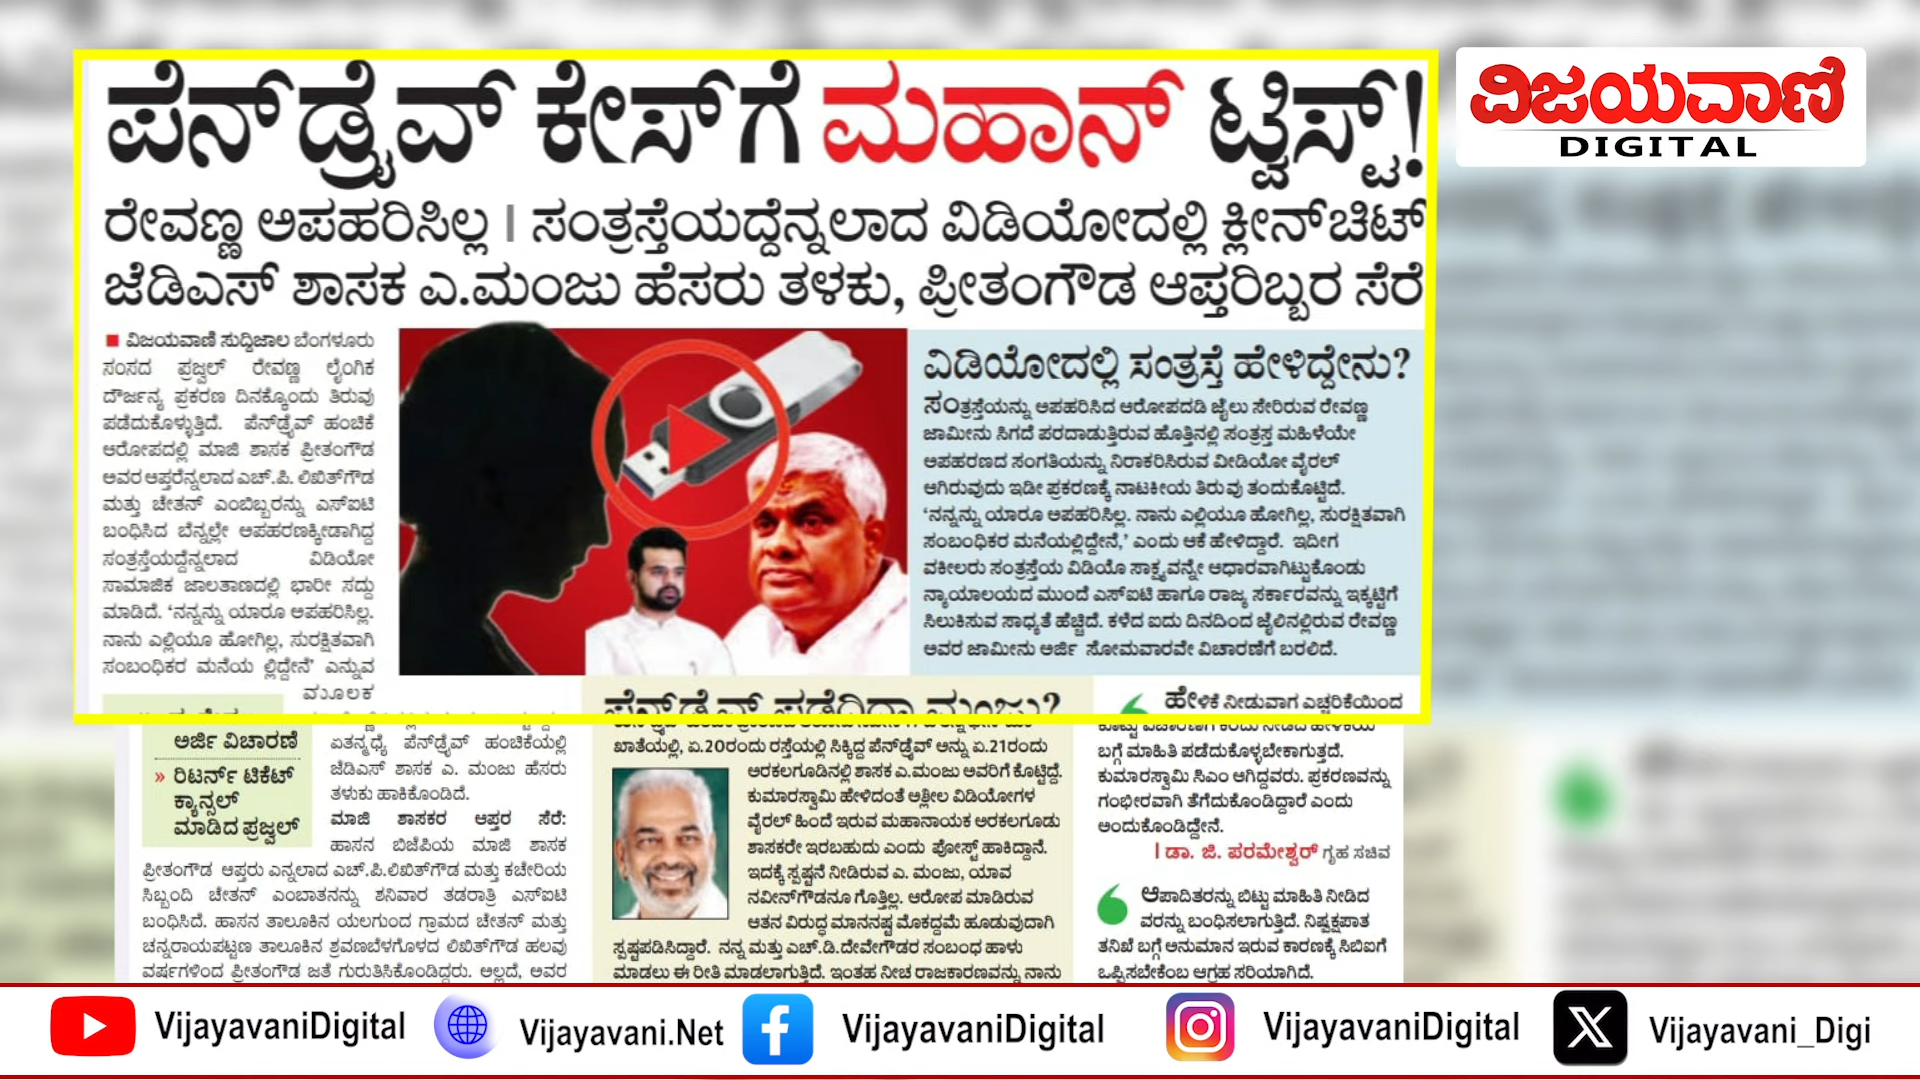 ಪೆನ್‌ಡ್ರೈವ್ ಕೇಸ್‌ಗೆ ಮಹಾನ್ ಟ್ವಿಸ್ಟ್!
ವಿಜಯವಾಣಿ
DIGITAL
ರೇವಣ್ಣ ಅಪಹರಿಸಿಲ್ಲ | ಸಂತ್ರಸ್ತೆಯದ್ದೆನ್ನಲಾದ ವಿಡಿಯೋದಲ್ಲಿ ಕ್ಲೀನ್‌ಚಿಟ್
ಜೆಡಿಎಸ್ ಶಾಸಕ ಎ.ಮಂಜು ಹೆಸರು ತಳಕು, ಪ್ರೀತಂಗೌಡ ಆಪ್ತರಿಬ್ಬರ ಸೆರೆ
■ ವಿಜಯವಾಣಿ ಸುದ್ದಿಜಾಲ ಬೆಂಗಳೂರು
ಸಂಸದ ಪ್ರಜ್ವಲ್ ರೇವಣ್ಣ ಲೈಂಗಿಕ
ದೌರ್ಜನ್ಯ ಪ್ರಕರಣ ದಿನಕ್ಕೊಂದು ತಿರುವು
ಪಡೆದುಕೊಳ್ಳುತ್ತಿದೆ. ಪೆನ್‌ಡ್ರೈವ್ ಹಂಚಿಕೆ
ಆರೋಪದಲ್ಲಿ ಮಾಜಿ ಶಾಸಕ ಪ್ರೀತಂಗೌಡ
ಅವರ ಆಪ್ತರೆನ್ನಲಾದ ಎಚ್.ಪಿ. ಲಿಖಿತ್‌ಗೌಡ
ಮತ್ತು ಚೇತನ್ ಎಂಬಿಬ್ಬರನ್ನು ಎಸ್‌ಐಟಿ
ಬಂಧಿಸಿದ ಬೆನ್ನಲ್ಲೇ ಅಪಹರಣಕ್ಕೀಡಾಗಿದ್ದ
ಸಂತ್ರಸ್ತೆಯದ್ದೆನ್ನಲಾದ ವಿಡಿಯೋ
ಸಾಮಾಜಿಕ ಜಾಲತಾಣದಲ್ಲಿ ಭಾರೀ ಸದ್ದು
ಮಾಡಿದೆ. ‘ನನ್ನನ್ನು ಯಾರೂ ಅಪಹರಿಸಿಲ್ಲ.
ನಾನು ಎಲ್ಲಿಯೂ ಹೋಗಿಲ್ಲ, ಸುರಕ್ಷಿತವಾಗಿ
ಸಂಬಂಧಿಕರ ಮನೆಯ ಲ್ಲಿದ್ದೇನೆ’ ಎನ್ನುವ
ಮೂಲಕ
ವಿಡಿಯೋದಲ್ಲಿ ಸಂತ್ರಸ್ತೆ ಹೇಳಿದ್ದೇನು?
ಸಂತ್ರಸ್ತೆಯನ್ನು ಅಪಹರಿಸಿದ ಆರೋಪದಡಿ ಜೈಲು ಸೇರಿರುವ ರೇವಣ್ಣ
ಜಾಮೀನು ಸಿಗದೆ ಪರದಾಡುತ್ತಿರುವ ಹೊತ್ತಿನಲ್ಲಿ ಸಂತ್ರಸ್ತ ಮಹಿಳೆಯೇ
ಅಪಹರಣದ ಸಂಗತಿಯನ್ನು ನಿರಾಕರಿಸಿರುವ ವೀಡಿಯೋ ವೈರಲ್
ಆಗಿರುವುದು ಇಡೀ ಪ್ರಕರಣಕ್ಕೆ ನಾಟಕೀಯ ತಿರುವು ತಂದುಕೊಟ್ಟಿದೆ.
‘ನನ್ನನ್ನು ಯಾರೂ ಅಪಹರಿಸಿಲ್ಲ. ನಾನು ಎಲ್ಲಿಯೂ ಹೋಗಿಲ್ಲ, ಸುರಕ್ಷಿತವಾಗಿ
ಸಂಬಂಧಿಕರ ಮನೆಯಲ್ಲಿದ್ದೇನೆ,’ ಎಂದು ಆಕೆ ಹೇಳಿದ್ದಾರೆ. ಇದೀಗ
ವಕೀಲರು ಸಂತ್ರಸ್ತೆಯ ವಿಡಿಯೊ ಸಾಕ್ಷ್ಯವನ್ನೇ ಆಧಾರವಾಗಿಟ್ಟುಕೊಂಡು
ನ್ಯಾಯಾಲಯದ ಮುಂದೆ ಎಸ್‌ಐಟಿ ಹಾಗೂ ರಾಜ್ಯ ಸರ್ಕಾರವನ್ನು ಇಕ್ಕಟ್ಟಿಗೆ
ಸಿಲುಕಿಸುವ ಸಾಧ್ಯತೆ ಹೆಚ್ಚಿದೆ. ಕಳೆದ ಐದು ದಿನದಿಂದ ಜೈಲಿನಲ್ಲಿರುವ ರೇವಣ್ಣ
ಅವರ ಜಾಮೀನು ಅರ್ಜಿ ಸೋಮವಾರವೇ ವಿಚಾರಣೆಗೆ ಬರಲಿದೆ.
ಅರ್ಜಿ ವಿಚಾರಣೆ
» ರಿಟರ್ನ್ ಟಿಕೆಟ್
ಕ್ಯಾನ್ಸಲ್
ಮಾಡಿದ ಪ್ರಜ್ವಲ್
ಏತನ್ಮಧ್ಯೆ ಪೆನ್‌ಡ್ರೈವ್ ಹಂಚಿಕೆಯಲ್ಲಿ
ಜೆಡಿಎಸ್ ಶಾಸಕ ಎ. ಮಂಜು ಹೆಸರು
ತಳುಕು ಹಾಕಿಕೊಂಡಿದೆ.
ಮಾಜಿ ಶಾಸಕರ ಆಪ್ತರ ಸೆರೆ:
ಹಾಸನ ಬಿಜೆಪಿಯ ಮಾಜಿ ಶಾಸಕ
ಪ್ರೀತಂಗೌಡ ಆಪ್ತರು ಎನ್ನಲಾದ ಎಚ್.ಪಿ.ಲಿಖಿತ್‌ಗೌಡ ಮತ್ತು ಕಚೇರಿಯ
ಸಿಬ್ಬಂದಿ ಚೇತನ್ ಎಂಬಾತನನ್ನು ಶನಿವಾರ ತಡರಾತ್ರಿ ಎಸ್‌ಐಟಿ
ಬಂಧಿಸಿದೆ. ಹಾಸನ ತಾಲೂಕಿನ ಯಲಗುಂದ ಗ್ರಾಮದ ಚೇತನ್ ಮತ್ತು
ಚನ್ನರಾಯಪಟ್ಟಣ ತಾಲೂಕಿನ ಶ್ರವಣಬೆಳಗೊಳದ ಲಿಖಿತ್‌ಗೌಡ ಹಲವು
ವರ್ಷಗಳಿಂದ ಪ್ರೀತಂಗೌಡ ಜತೆ ಗುರುತಿಸಿಕೊಂಡಿದ್ದರು. ಅಲ್ಲದೆ, ಅವರ
ಪೆನ್‌ಡ್ರೈವ್ ಪಡೆದಿದ್ರಾ ಮಂಜು?
ಖಾತೆಯಲ್ಲಿ, ಏ.20ರಂದು ರಸ್ತೆಯಲ್ಲಿ ಸಿಕ್ಕಿದ್ದ ಪೆನ್‌ಡ್ರೈವ್ ಅನ್ನು ಏ.21ರಂದು
ಅರಕಲಗೂಡಿನಲ್ಲಿ ಶಾಸಕ ಎ.ಮಂಜು ಅವರಿಗೆ ಕೊಟ್ಟಿದ್ದೆ.
ಕುಮಾರಸ್ವಾಮಿ ಹೇಳಿದಂತೆ ಅಶ್ಲೀಲ ವಿಡಿಯೋಗಳ
ವೈರಲ್ ಹಿಂದೆ ಇರುವ ಮಹಾನಾಯಕ ಅರಕಲಗೂಡು
ಶಾಸಕರೇ ಇರಬಹುದು ಎಂದು ಪೋಸ್ಟ್ ಹಾಕಿದ್ದಾನೆ.
ಇದಕ್ಕೆ ಸ್ಪಷ್ಟನೆ ನೀಡಿರುವ ಎ. ಮಂಜು, ಯಾವ
ನವೀನ್‌ಗೌಡನೂ ಗೊತ್ತಿಲ್ಲ. ಆರೋಪ ಮಾಡಿರುವ
ಆತನ ವಿರುದ್ಧ ಮಾನನಷ್ಟ ಮೊಕದ್ದಮೆ ಹೂಡುವುದಾಗಿ
ಸ್ಪಷ್ಟಪಡಿಸಿದ್ದಾರೆ. ನನ್ನ ಮತ್ತು ಎಚ್.ಡಿ.ದೇವೇಗೌಡರ ಸಂಬಂಧ ಹಾಳು
ಮಾಡಲು ಈ ರೀತಿ ಮಾಡಲಾಗುತ್ತಿದೆ. ಇಂತಹ ನೀಚ ರಾಜಕಾರಣವನ್ನು ನಾನು
ಹೇಳಿಕೆ ನೀಡುವಾಗ ಎಚ್ಚರಿಕೆಯಿಂದ
ಬಗ್ಗೆ ಮಾಹಿತಿ ಪಡೆದುಕೊಳ್ಳಬೇಕಾಗುತ್ತದೆ.
ಕುಮಾರಸ್ವಾಮಿ ಸಿಎಂ ಆಗಿದ್ದವರು. ಪ್ರಕರಣವನ್ನು
ಗಂಭೀರವಾಗಿ ತೆಗೆದುಕೊಂಡಿದ್ದಾರೆ ಎಂದು
ಅಂದುಕೊಂಡಿದ್ದೇನೆ.
| ಡಾ. ಜಿ. ಪರಮೇಶ್ವರ್ ಗೃಹ ಸಚಿವ
ಆಪಾದಿತರನ್ನು ಬಿಟ್ಟು ಮಾಹಿತಿ ನೀಡಿದ
ವರನ್ನು ಬಂಧಿಸಲಾಗುತ್ತಿದೆ. ನಿಷ್ಪಕ್ಷಪಾತ
ತನಿಖೆ ಬಗ್ಗೆ ಅನುಮಾನ ಇರುವ ಕಾರಣಕ್ಕೆ ಸಿಬಿಐಗೆ
ಒಪ್ಪಿಸಬೇಕೆಂಬ ಆಗ್ರಹ ಸರಿಯಾಗಿದೆ.
VijayavaniDigital
Vijayavani.Net
VijayavaniDigital
VijayavaniDigital
Vijayavani_Digi